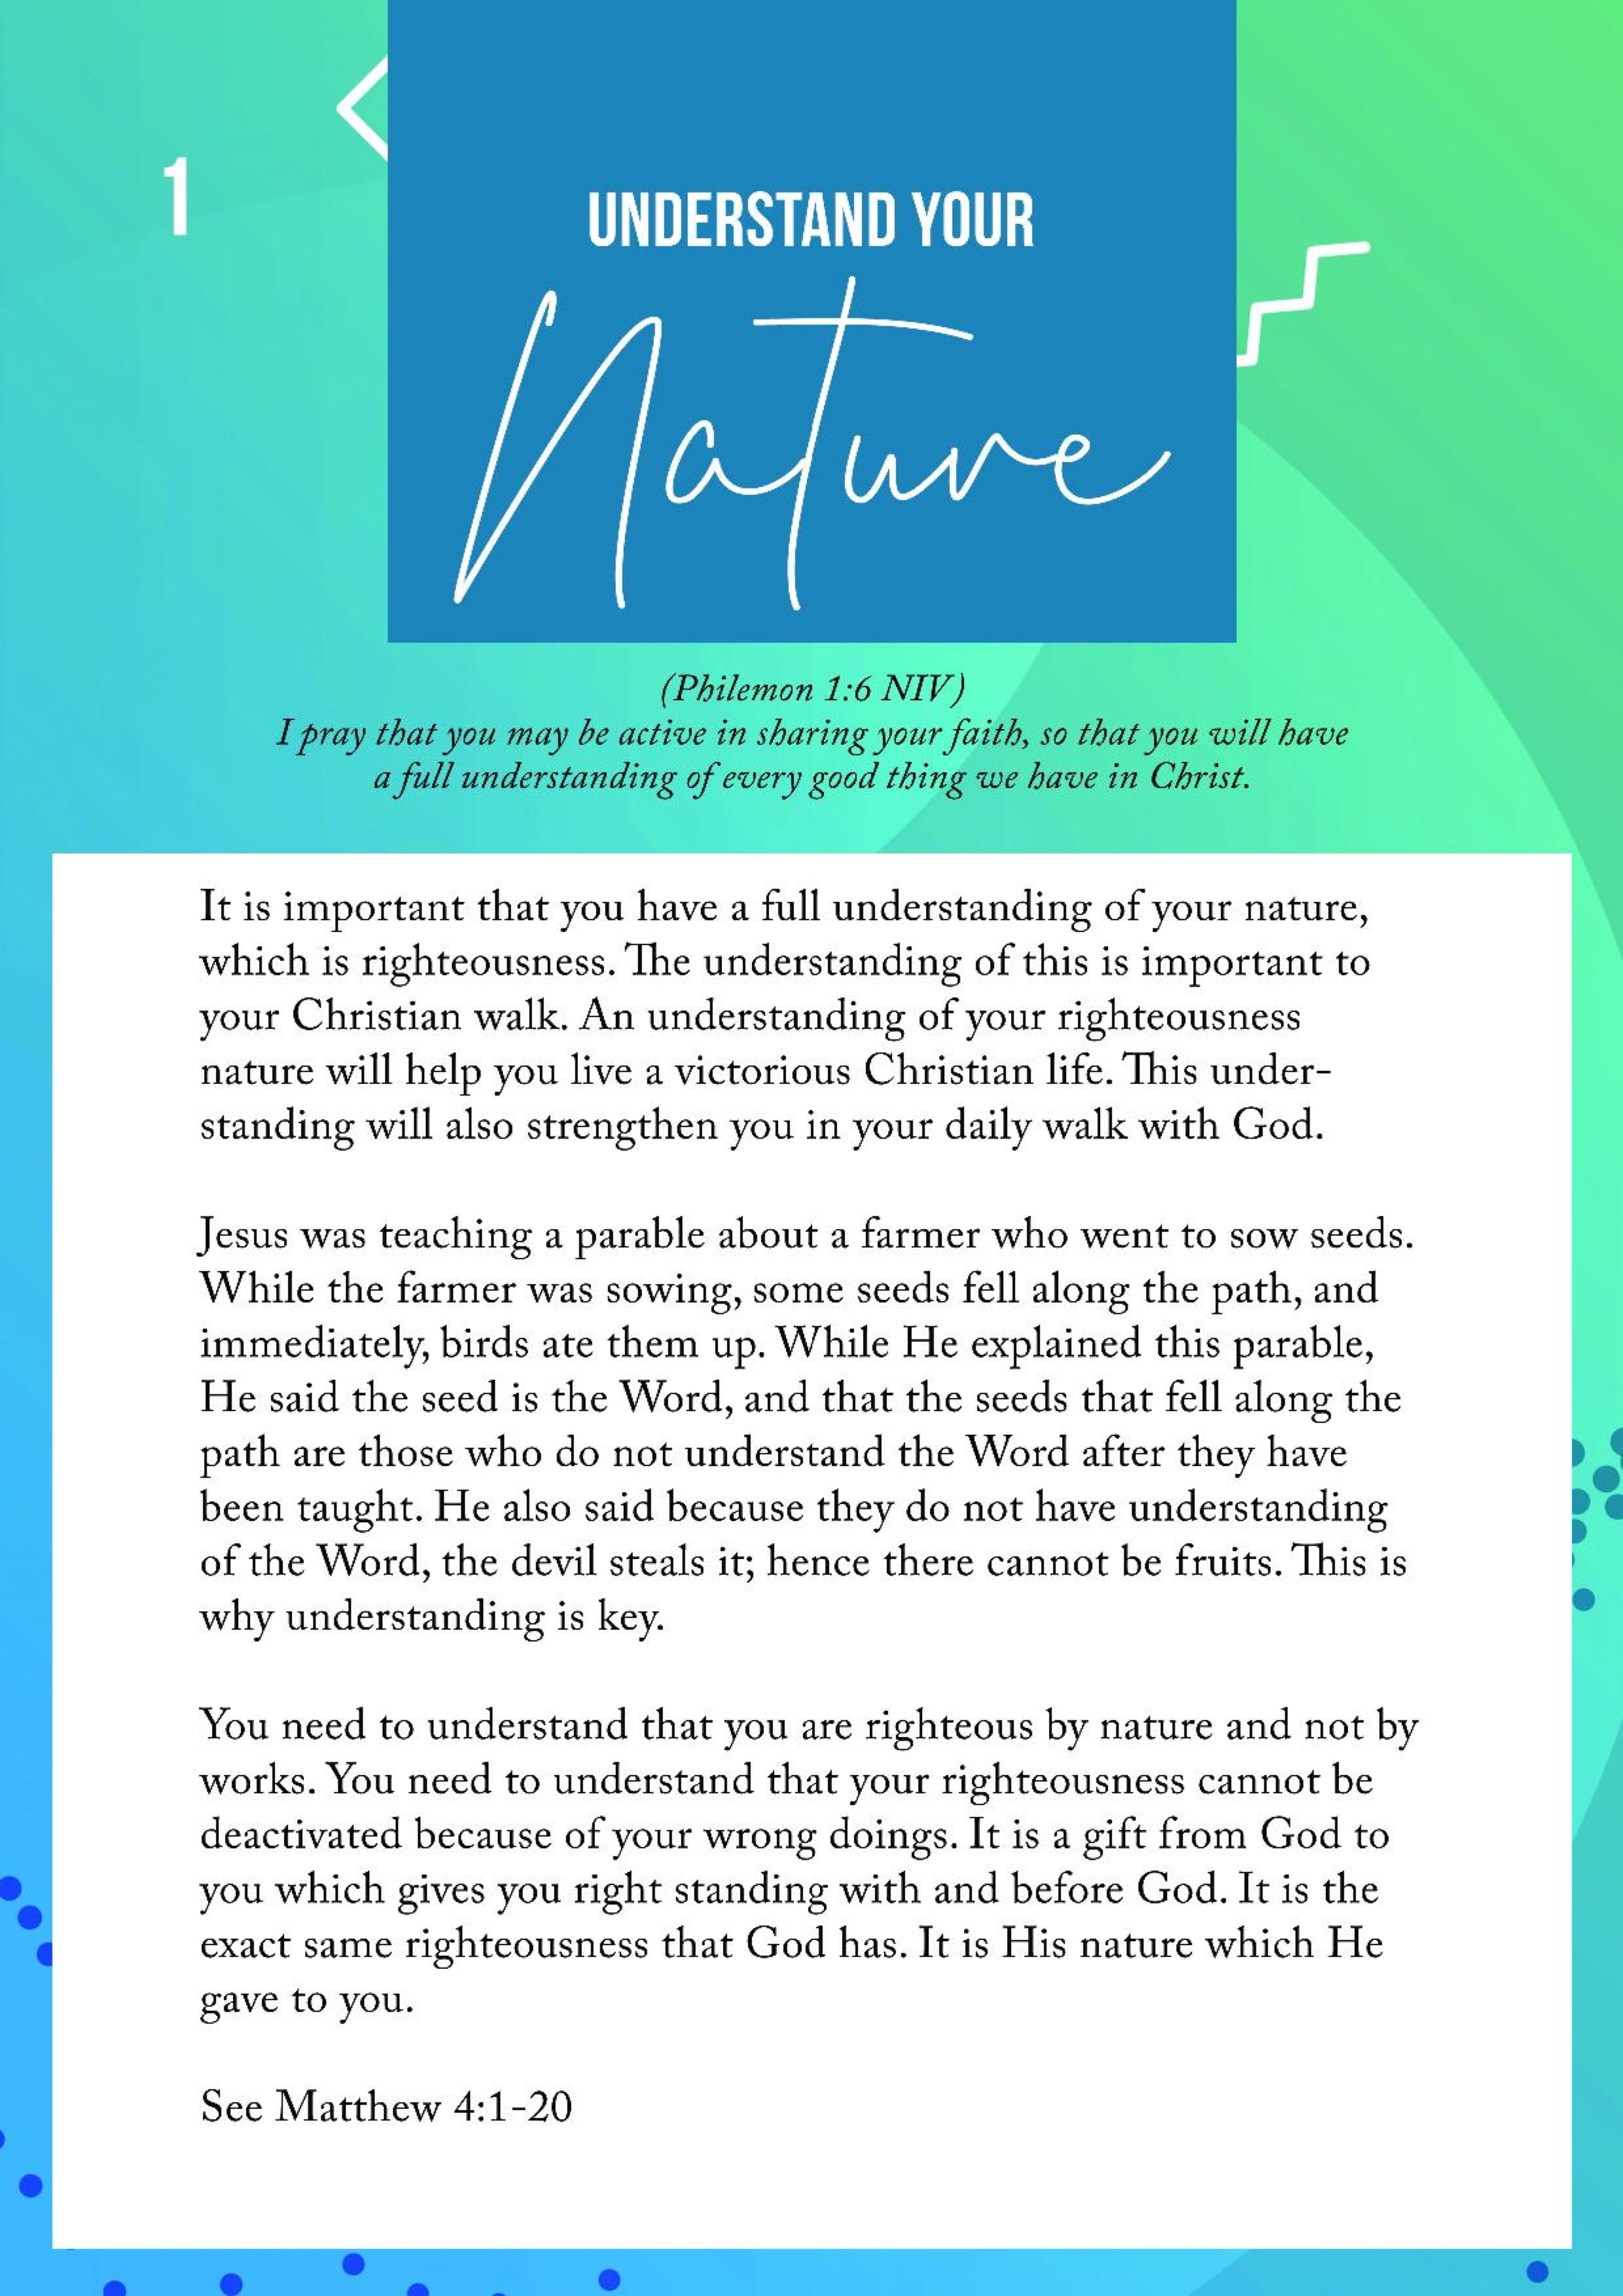 1
UNDERSTAND YOUR
Nature
(Philemon 1:6 NIV)
I pray that you may be active in sharing your faith, so that you will have
a full understanding of every good thing we have in Christ.
It is important that you have a full understanding of your nature,
which is righteousness. The understanding of this is important to
your Christian walk. An understanding of your righteousness
nature will help you live a victorious Christian life. This under-
standing will also strengthen you in your daily walk with God.
Jesus was teaching a parable about a farmer who went to sow seeds.
While the farmer was sowing, some seeds fell along the path, and
immediately, birds ate them up. While He explained this parable,
He said the seed is the Word, and that the seeds that fell along the
path are those who do not understand the Word after they have
been taught. He also said because they do not have understanding
of the Word, the devil steals it; hence there cannot be fruits. This is
why understanding is key.
You need to understand that you are righteous by nature and not by
works. You need to understand that your righteousness cannot be
deactivated because of your wrong doings. It is a gift from God to
you which gives you right standing with and before God. It is the
exact same righteousness that God has. It is His nature which He
gave to you.
See Matthew 4:1-20